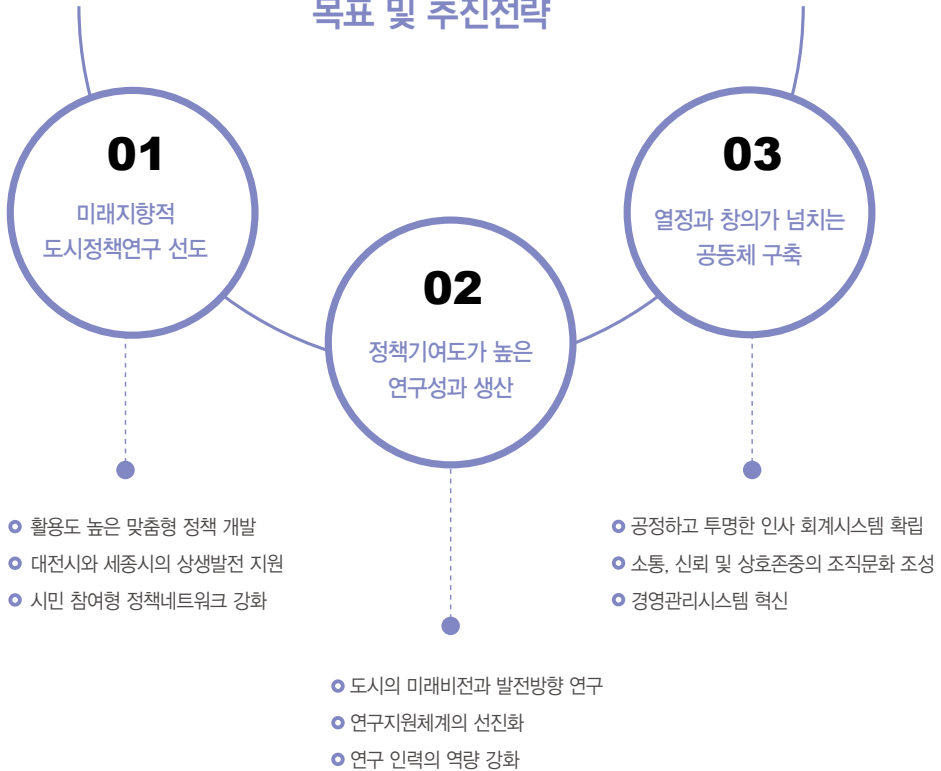 목표 및 추진전략
01
미래지향적
도시정책연구 선도
02
정책기여도가 높은
연구성과 생산
03
열정과 창의가 넘치는
공동체 구축
활용도 높은 맞춤형 정책 개발
대전시와 세종시의 상생발전 지원
시민 참여형 정책네트워크 강화
도시의 미래비전과 발전방향 연구
연구지원체계의 선진화
연구 인력의 역량 강화
공정하고 투명한 인사 회계시스템 확립
소통, 신뢰 및 상호존중의 조직문화 조성
경영관리시스템 혁신